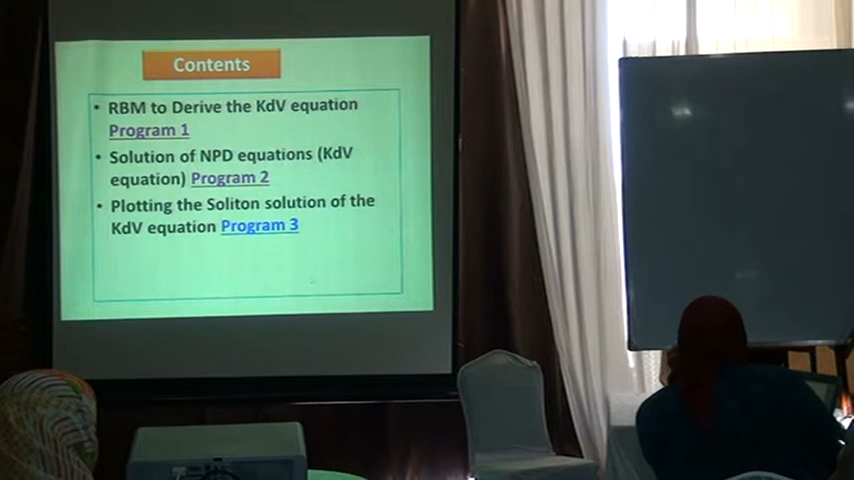 Contents
• RBM to Derive the KdV equation
Program 1
• Solution of NPD equations (KdV
equation) Program 2
• Plotting the Soliton solution of the
KdV equation Program 3